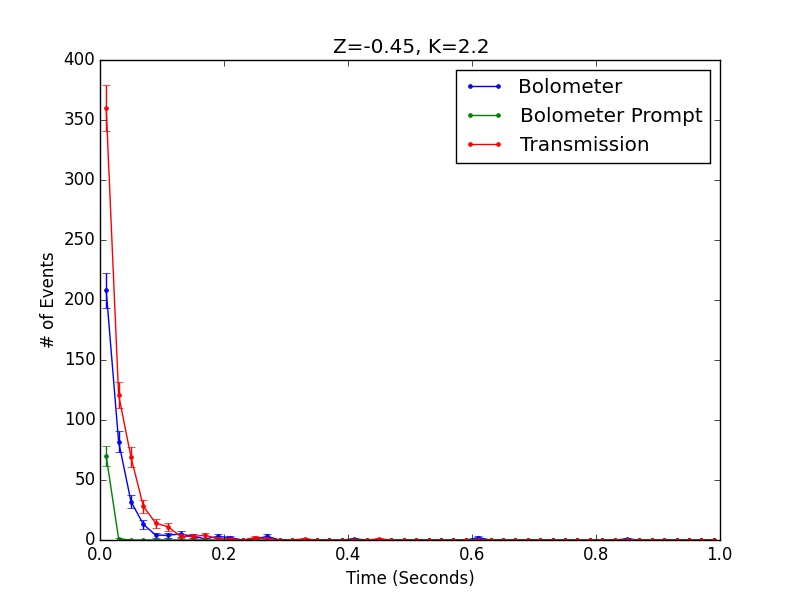 Z=-0.45, K=2.2
400
350
300
250
200
150
100
50
0
# of Events
Bolometer
Bolometer Prompt
Transmission
0.0 0.2 0.4 0.6 0.8 1.0
Time (Seconds)